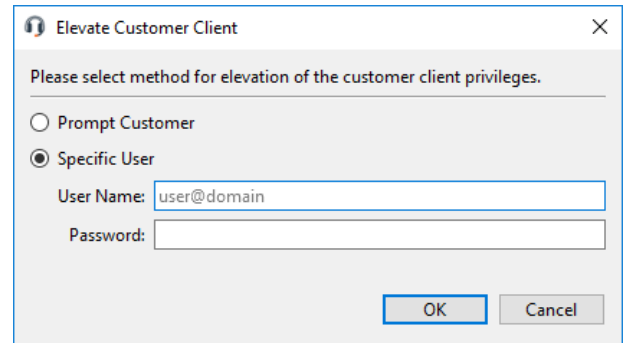 Elevate Customer Client
Please select method for elevation of the customer client privileges.
Prompt Customer
Specific User
User Name: user@domain
Password:
OK Cancel